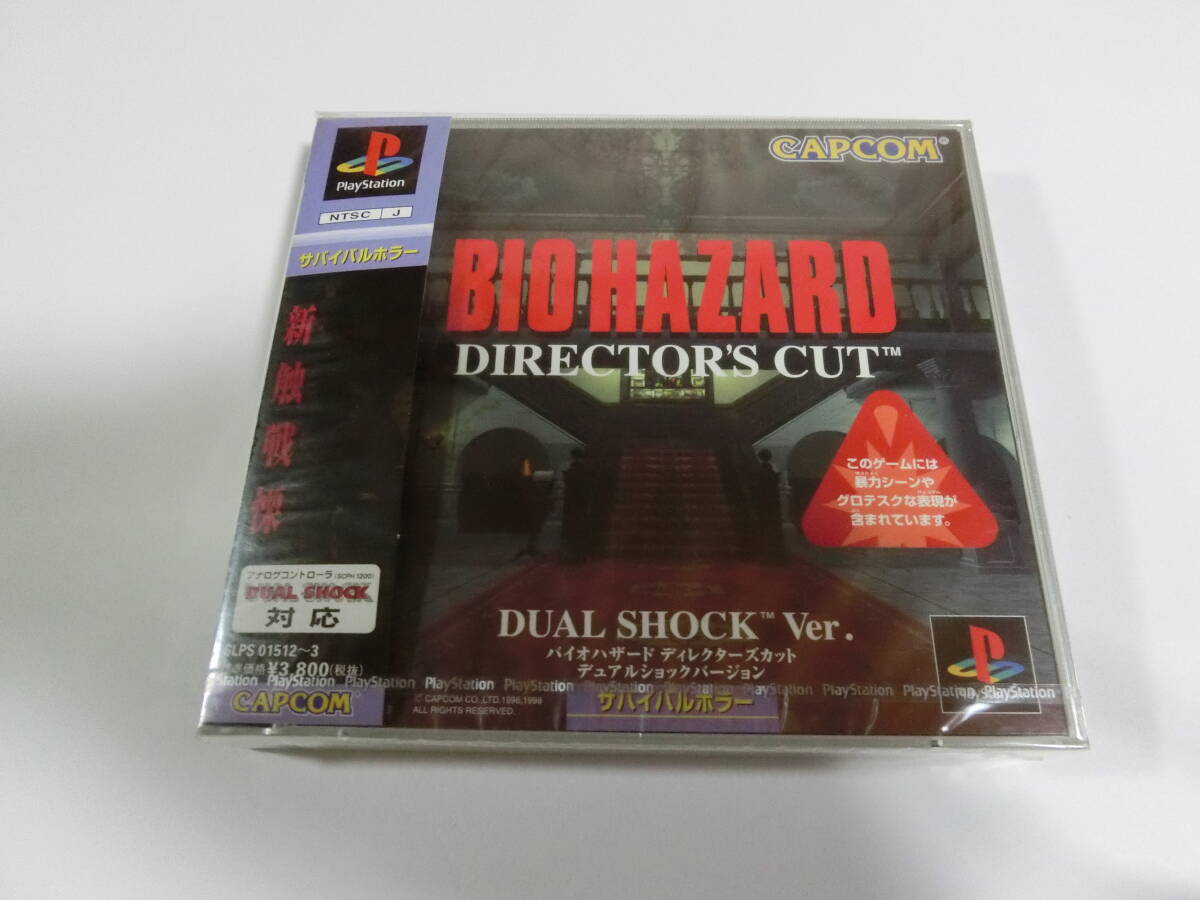 PlayStation
NTSC J
サバイバルホラー
新触戦慄
アナログコントローラ(SCPH 1200)
DUAL SHOCK
対応
SLPS 01512~3
価格¥3,800(税抜)
CAPCOM
CAPCOM
BIO HAZARD
DIRECTOR'S CUT™
このゲームには
暴力シーンや
グロテスクな表現が
含まれています。
DUAL SHOCK™ Ver.
バイオハザード ディレクターズカット
デュアルショックバージョン
PlayStation PlayStation PlayStation PlayStation PlayStation PlayStation PlayStation PlayStation PlayStation PlayStation
© CAPCOM CO.,LTD.1996,1998
ALL RIGHTS RESERVED.
サバイバルホラー